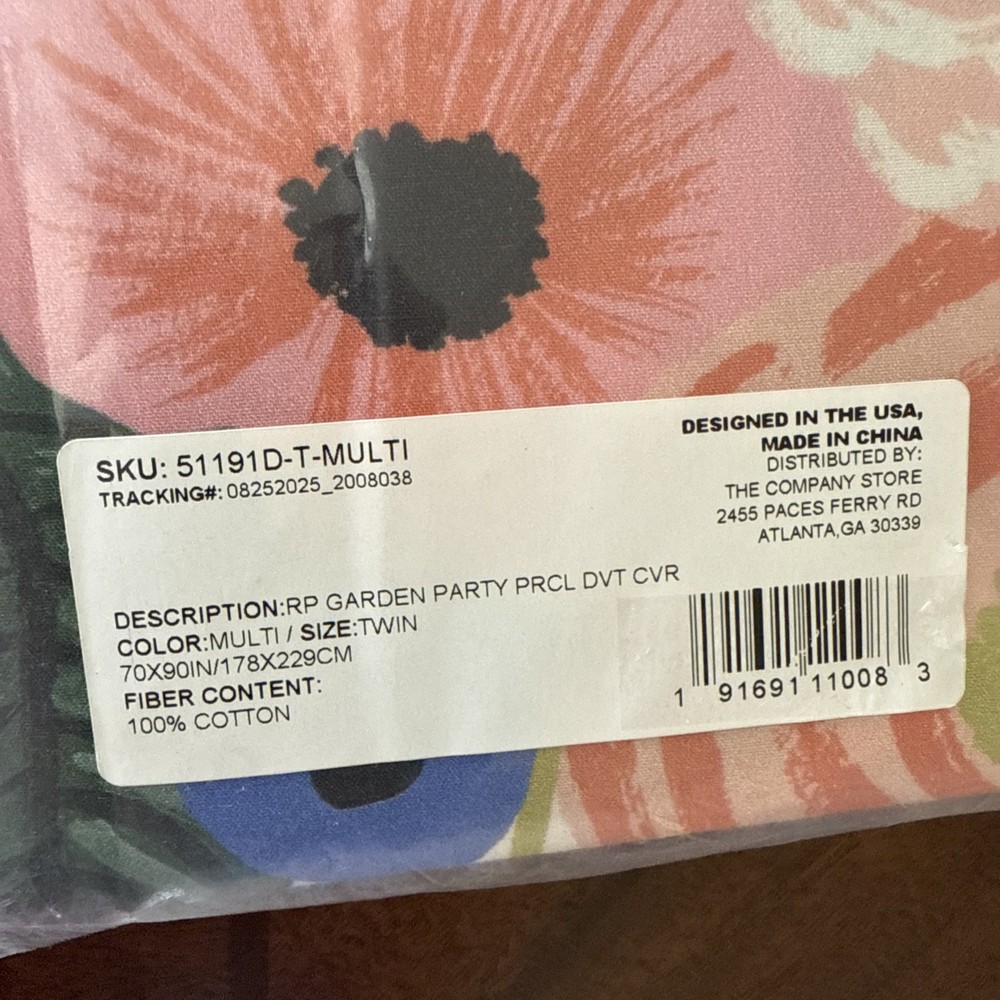 SKU: 51191D-T-MULTI
TRACKING#: 08252025_2008038
DESIGNED IN THE USA,
MADE IN CHINA
DISTRIBUTED BY:
THE COMPANY STORE
2455 PACES FERRY RD
ATLANTA,GA 30339
DESCRIPTION:RP GARDEN PARTY PRCL DVT CVR
COLOR:MULTI / SIZE:TWIN
70X90IN/178X229CM
FIBER CONTENT:
100% COTTON
1 91691 11008 3